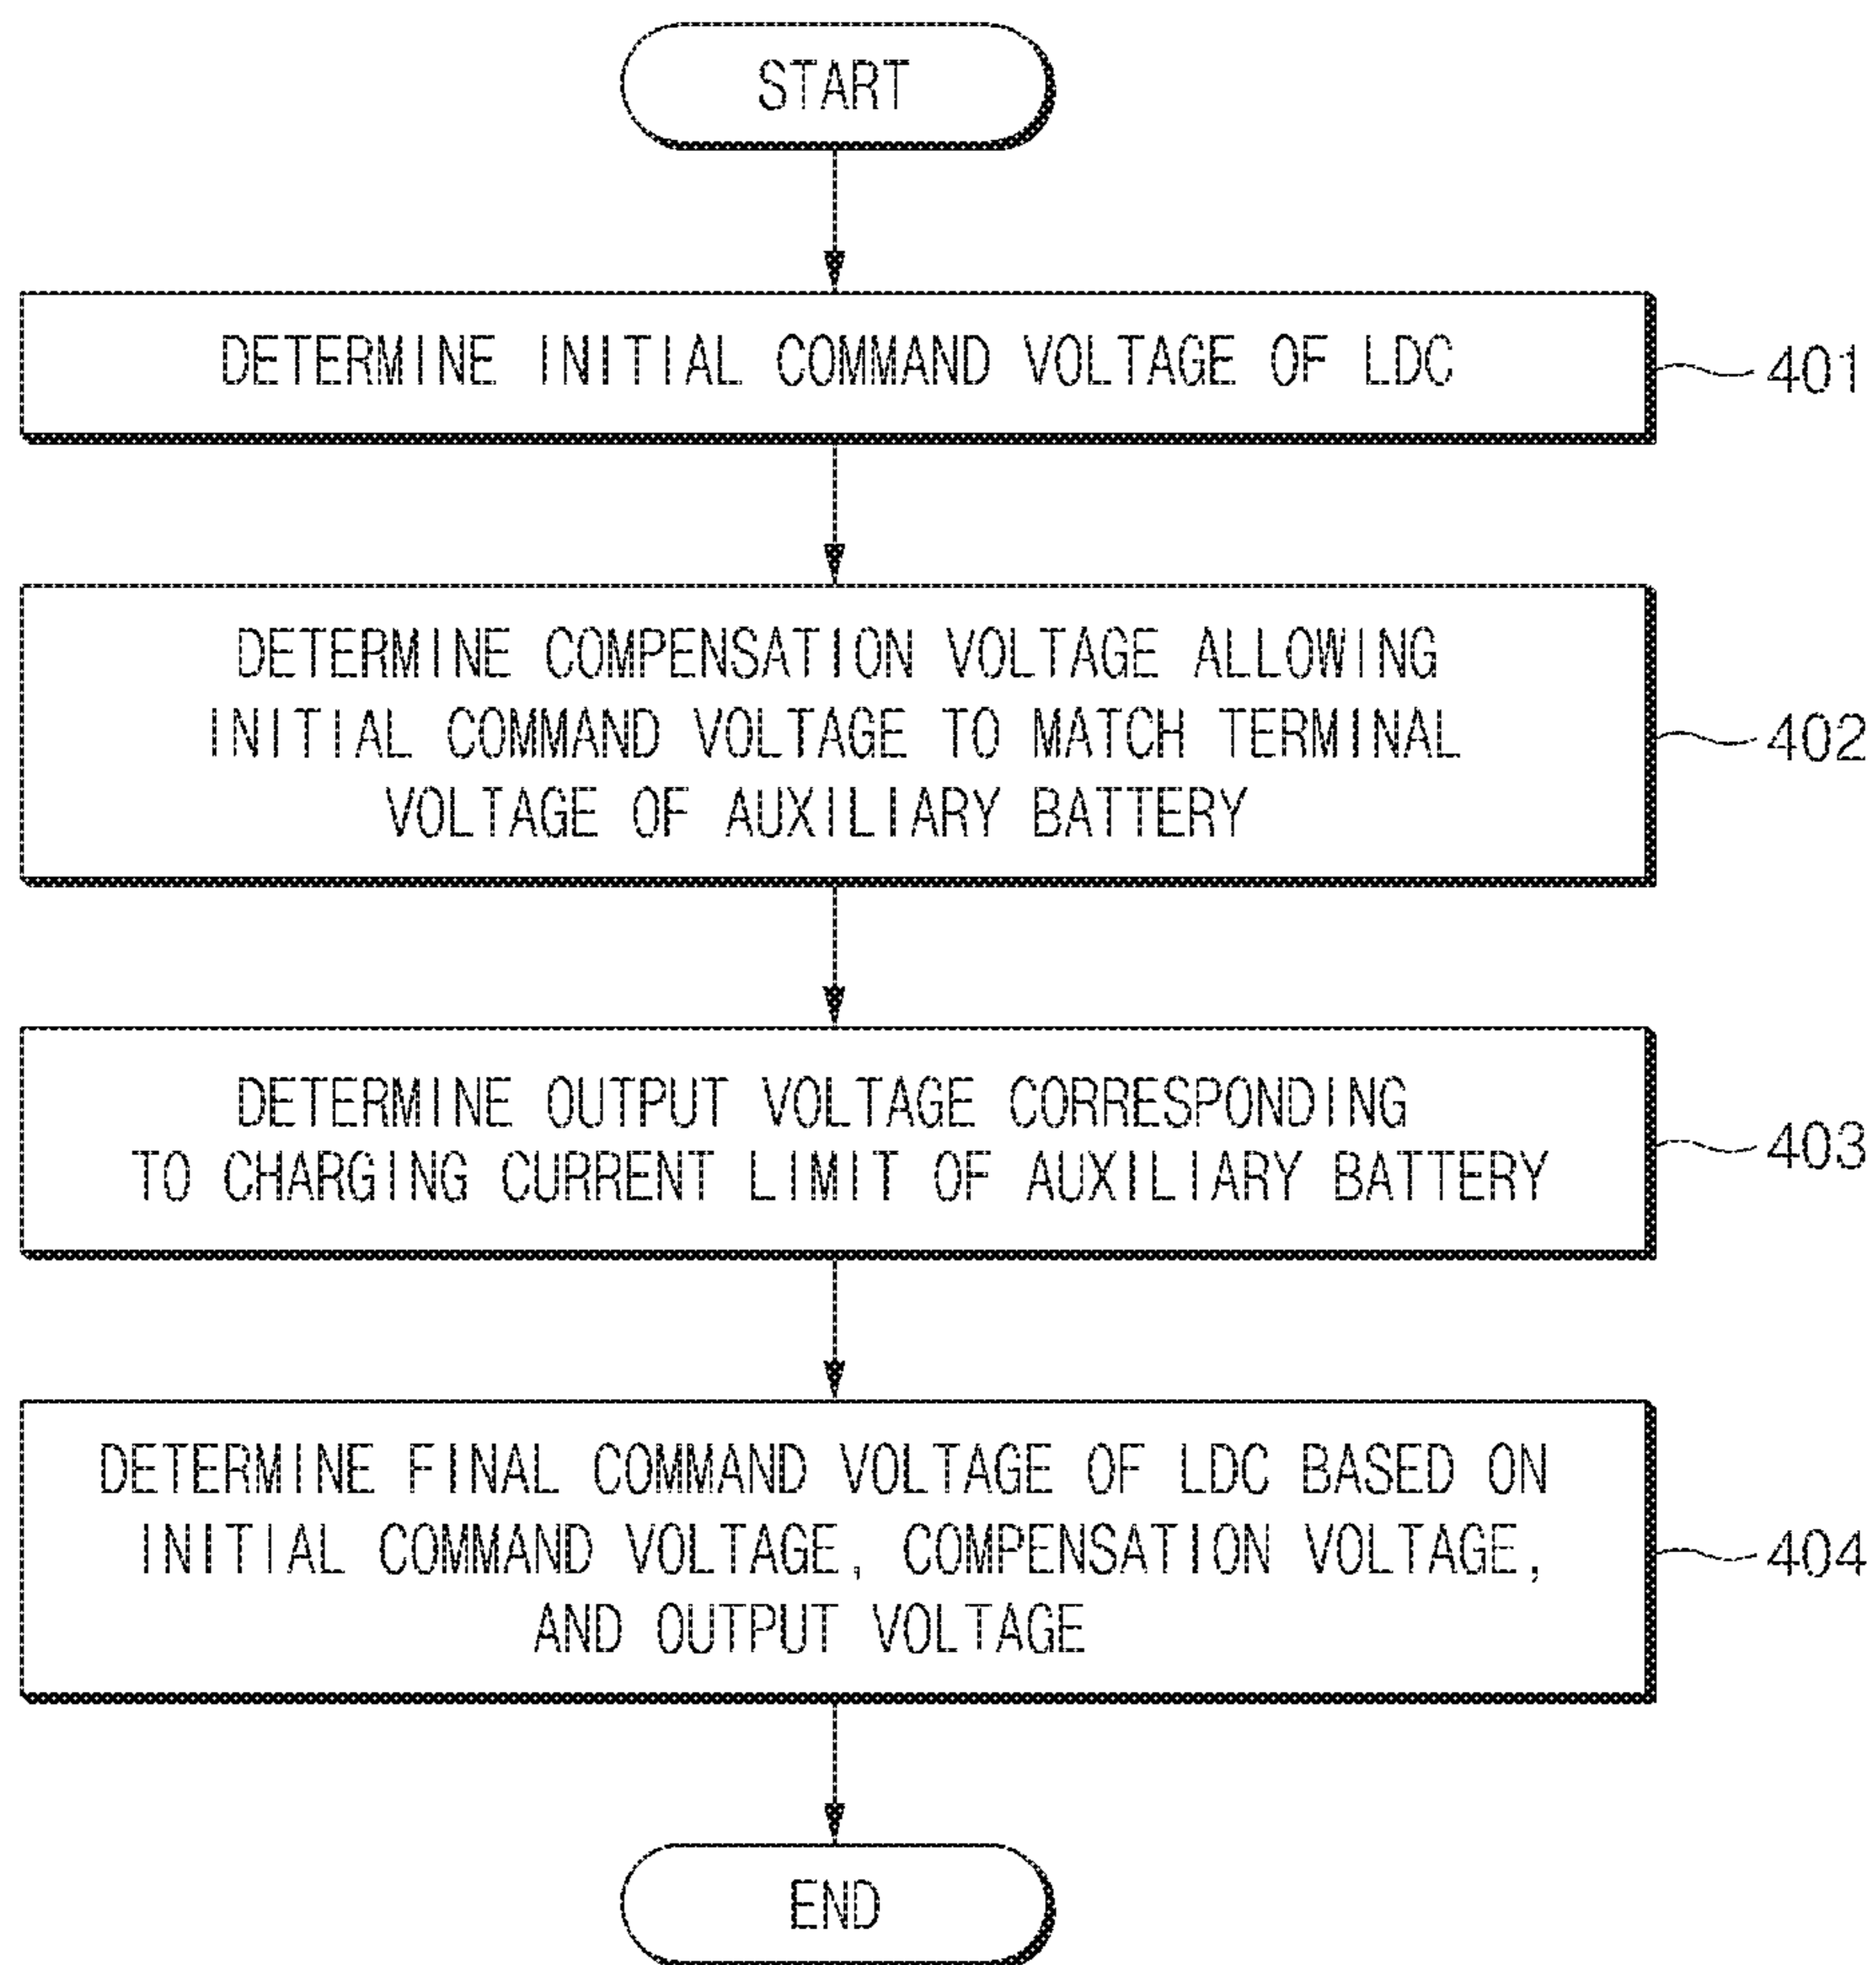 START
DETERMINE INITIAL COMMAND VOLTAGE OF LDC
401
DETERMINE COMPENSATION VOLTAGE ALLOWING
INITIAL COMMAND VOLTAGE TO MATCH TERMINAL
VOLTAGE OF AUXILIARY BATTERY
402
DETERMINE OUTPUT VOLTAGE CORRESPONDING
TO CHARGING CURRENT LIMIT OF AUXILIARY BATTERY
403
DETERMINE FINAL COMMAND VOLTAGE OF LDC BASED ON
INITIAL COMMAND VOLTAGE, COMPENSATION VOLTAGE,
AND OUTPUT VOLTAGE
404
END